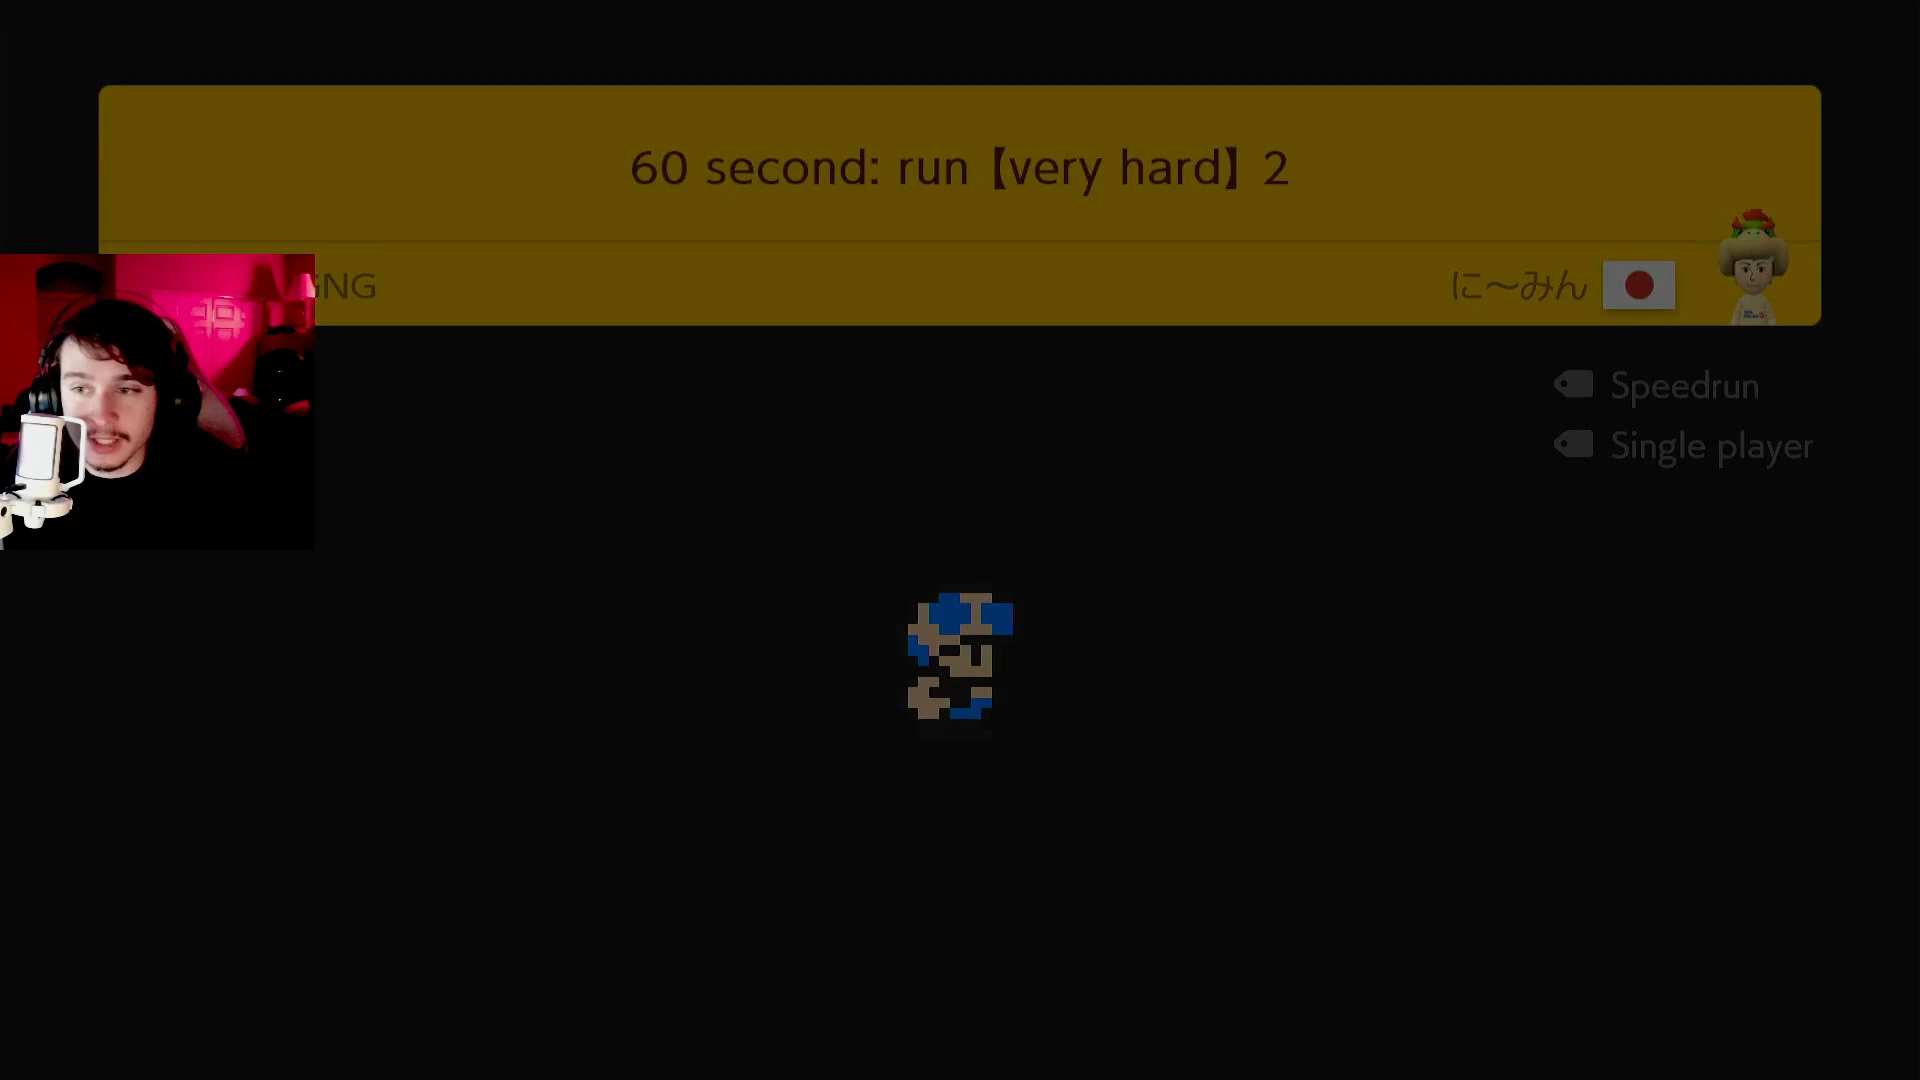 60 second: run【very hard】2
NG
に～みん
Speedrun
Single player